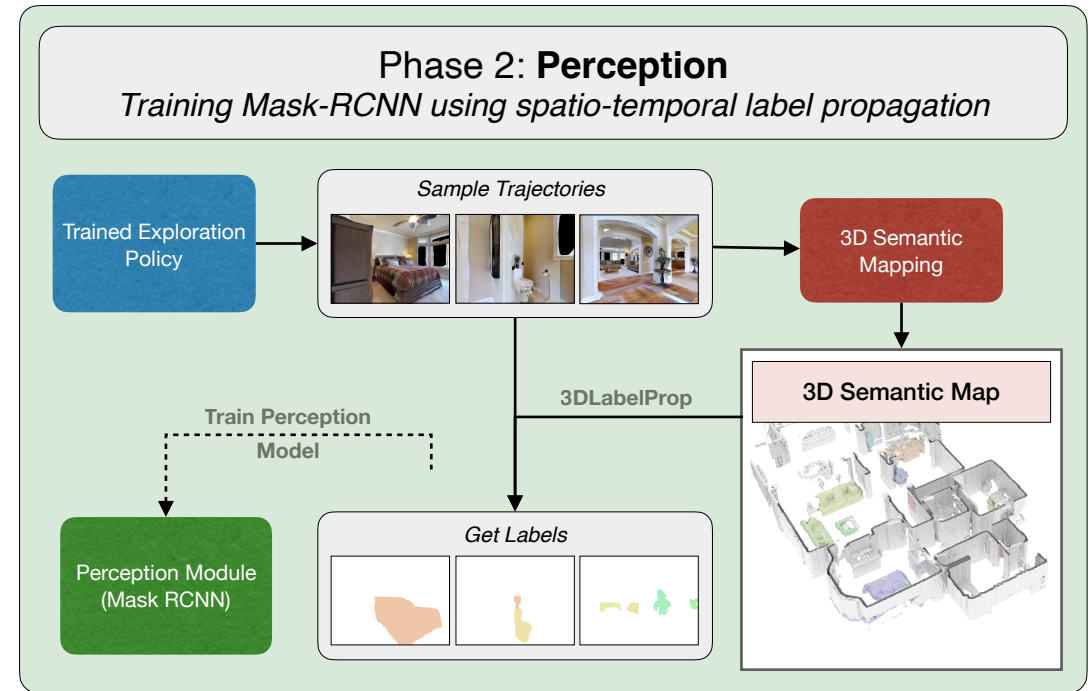 Phase 2: Perception
Training Mask-RCNN using spatio-temporal label propagation
Trained Exploration
Policy
Sample Trajectories
3D Semantic
Mapping
3D Semantic Map
3DLabelProp
Train Perception
Model
Perception Module
(Mask RCNN)
Get Labels